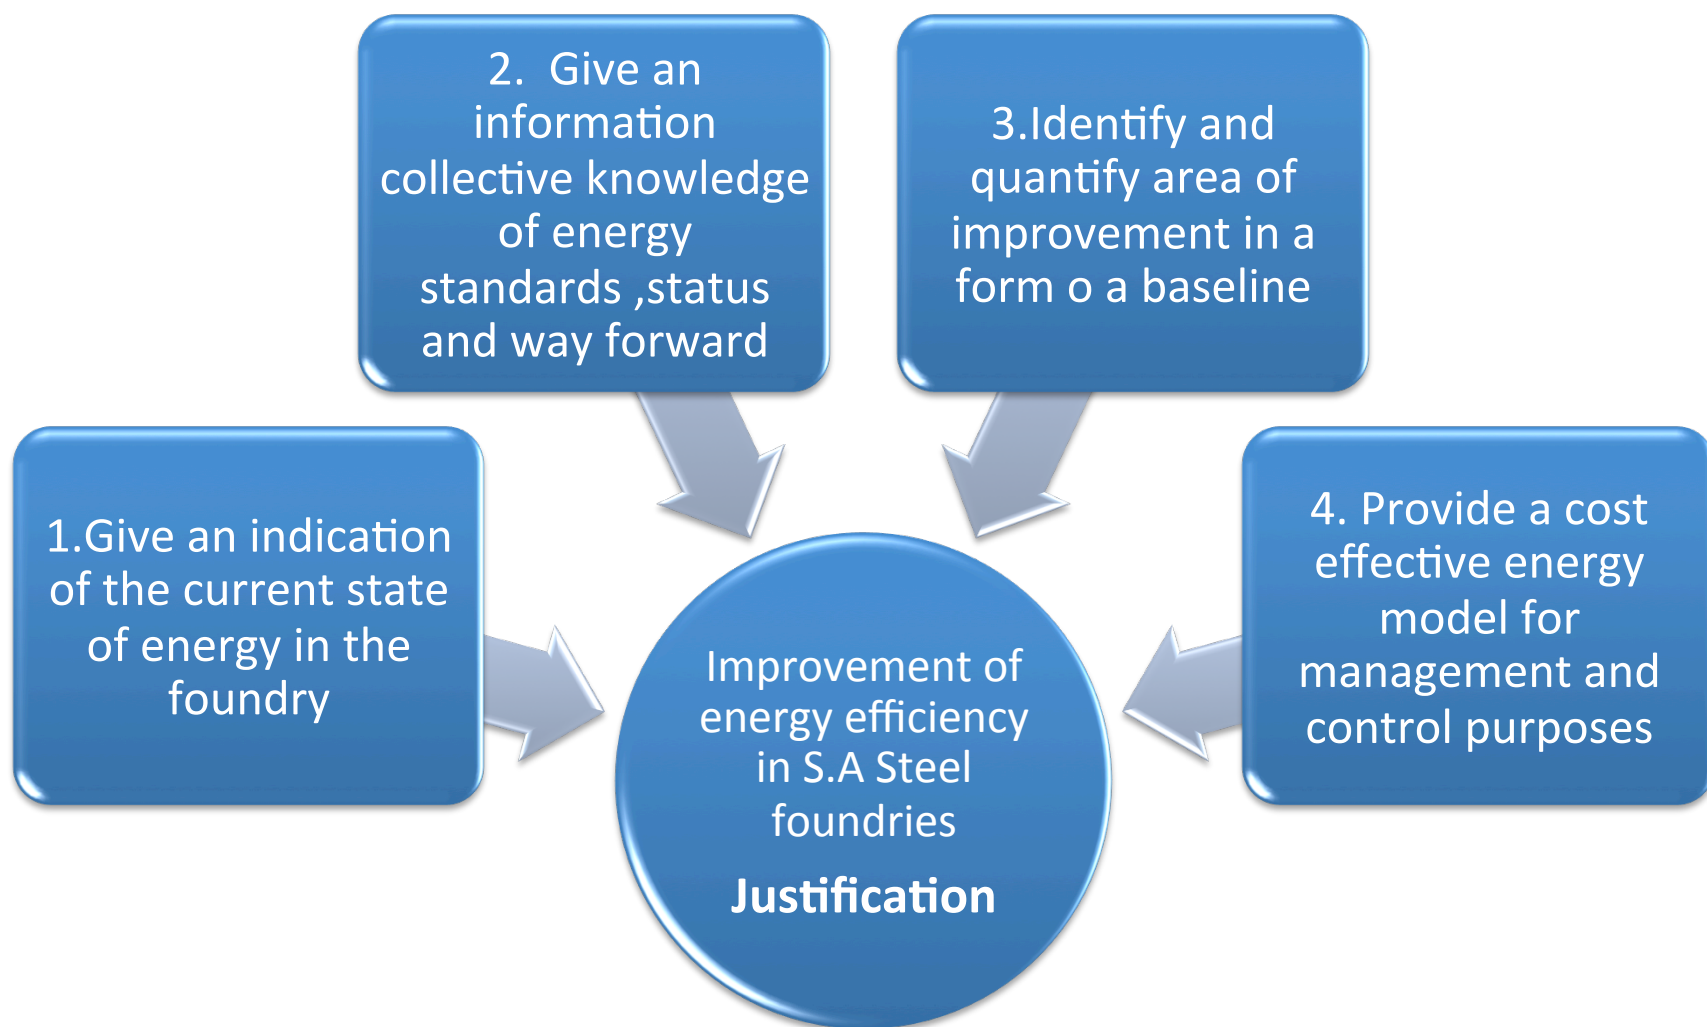 1.Give an indication
of the current state
of energy in the
foundry
2.  Give an
information
collective knowledge
of energy
standards ,status
and way forward
3.Identify and
quantify area of
improvement in a
form o a baseline
4. Provide a cost
effective energy
model for
management and
control purposes
Improvement of
energy efficiency
in S.A Steel
foundries
Justification